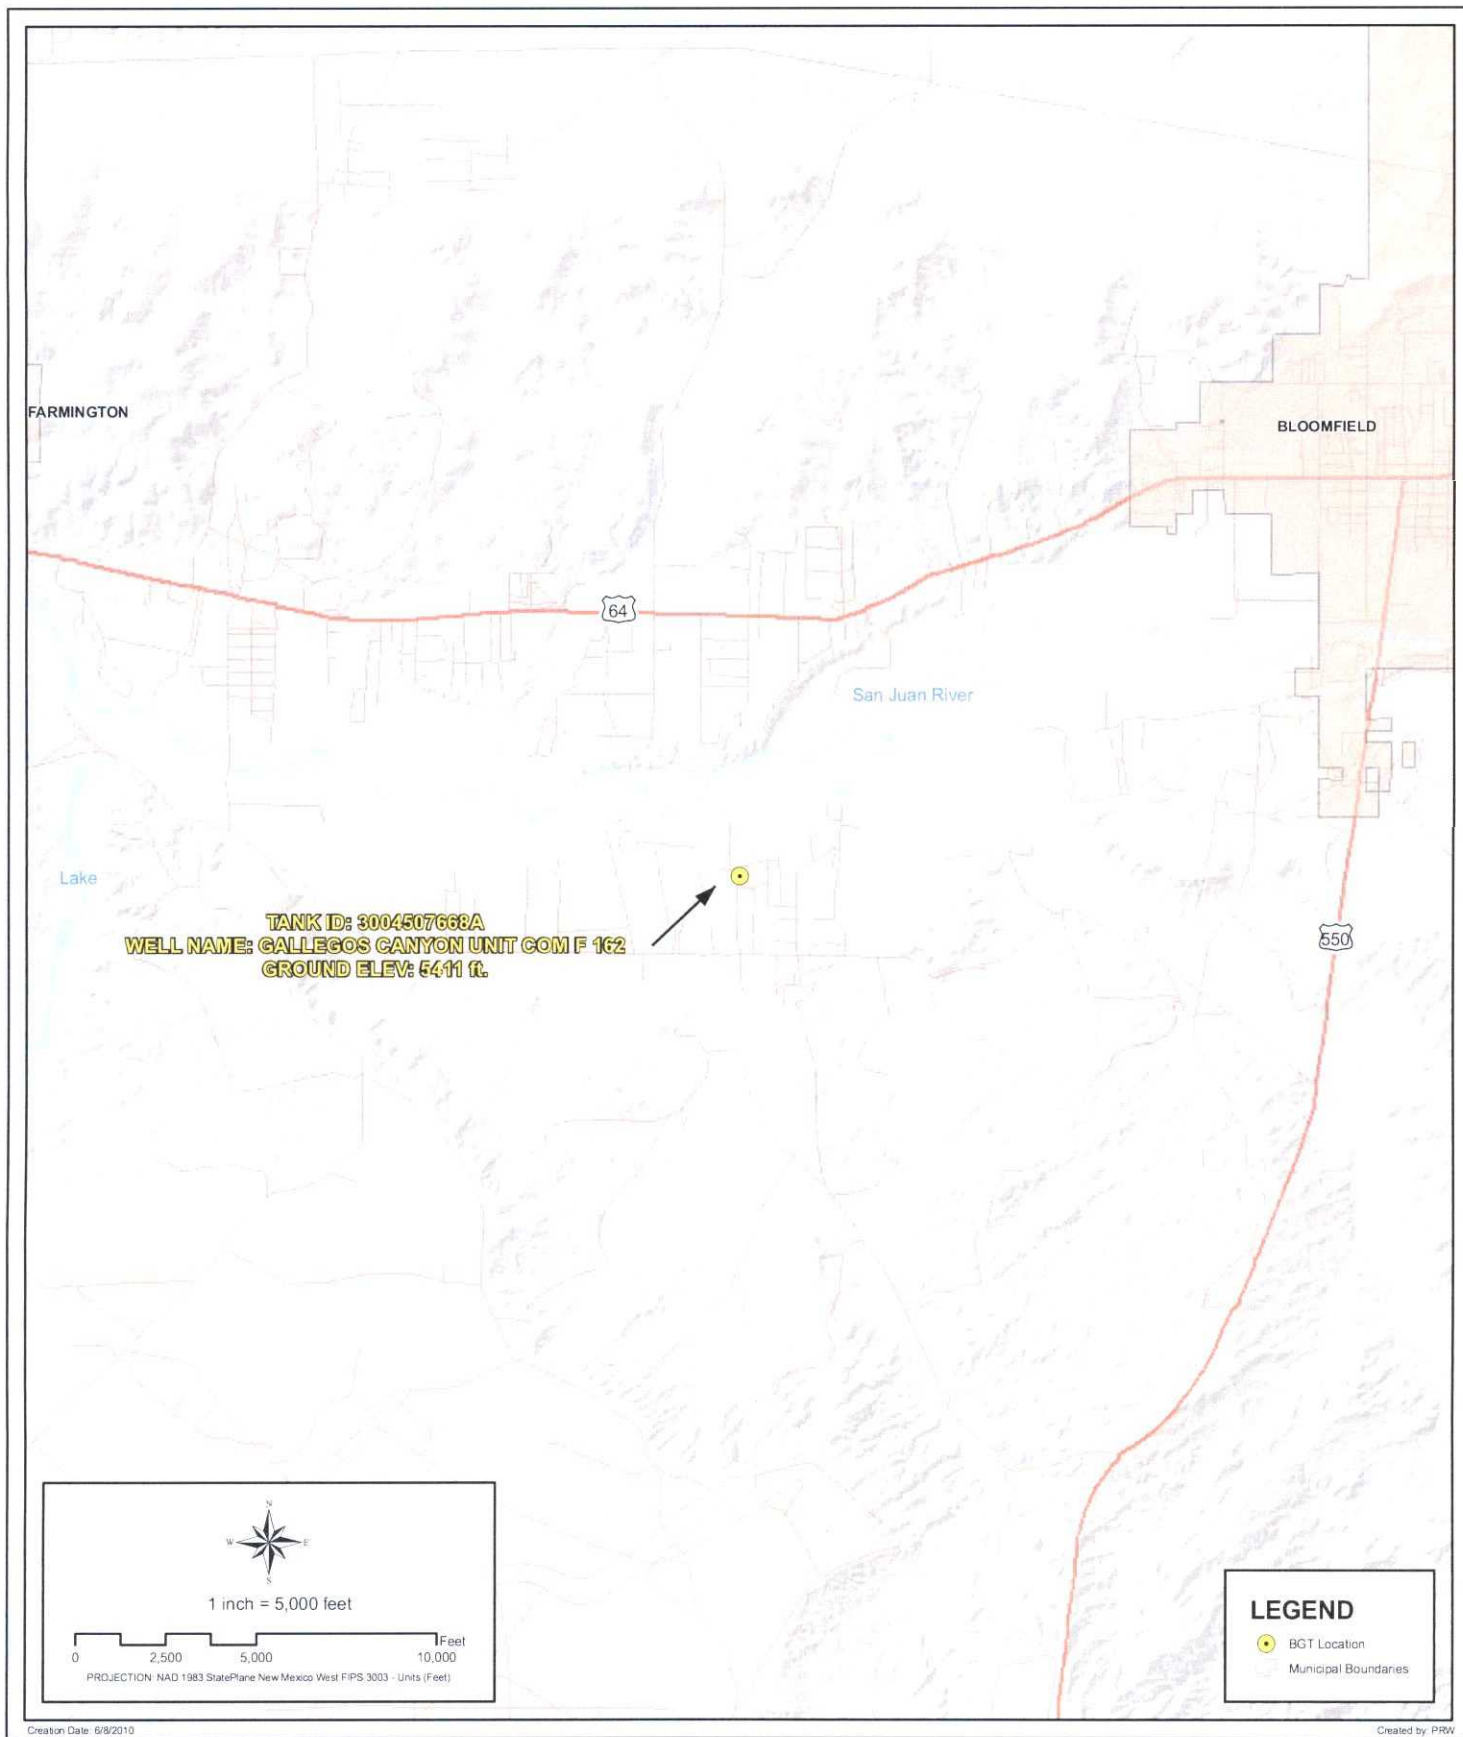 FARMINGTON
BLOOMFIELD
64
San Juan River
Lake
TANK ID: 3004507668A
WELL NAME: GALLEGOS CANYON UNIT COM F 162
GROUND ELEV: 5411 ft.
550
N
W E
S
1 inch = 5,000 feet
Feet
0 2,500 5,000 10,000
PROJECTION: NAD 1983 StatePlane New Mexico West FIPS 3003 - Units (Feet)
LEGEND
BGT Location
Municipal Boundaries
Creation Date: 6/8/2010
Created by: PRW